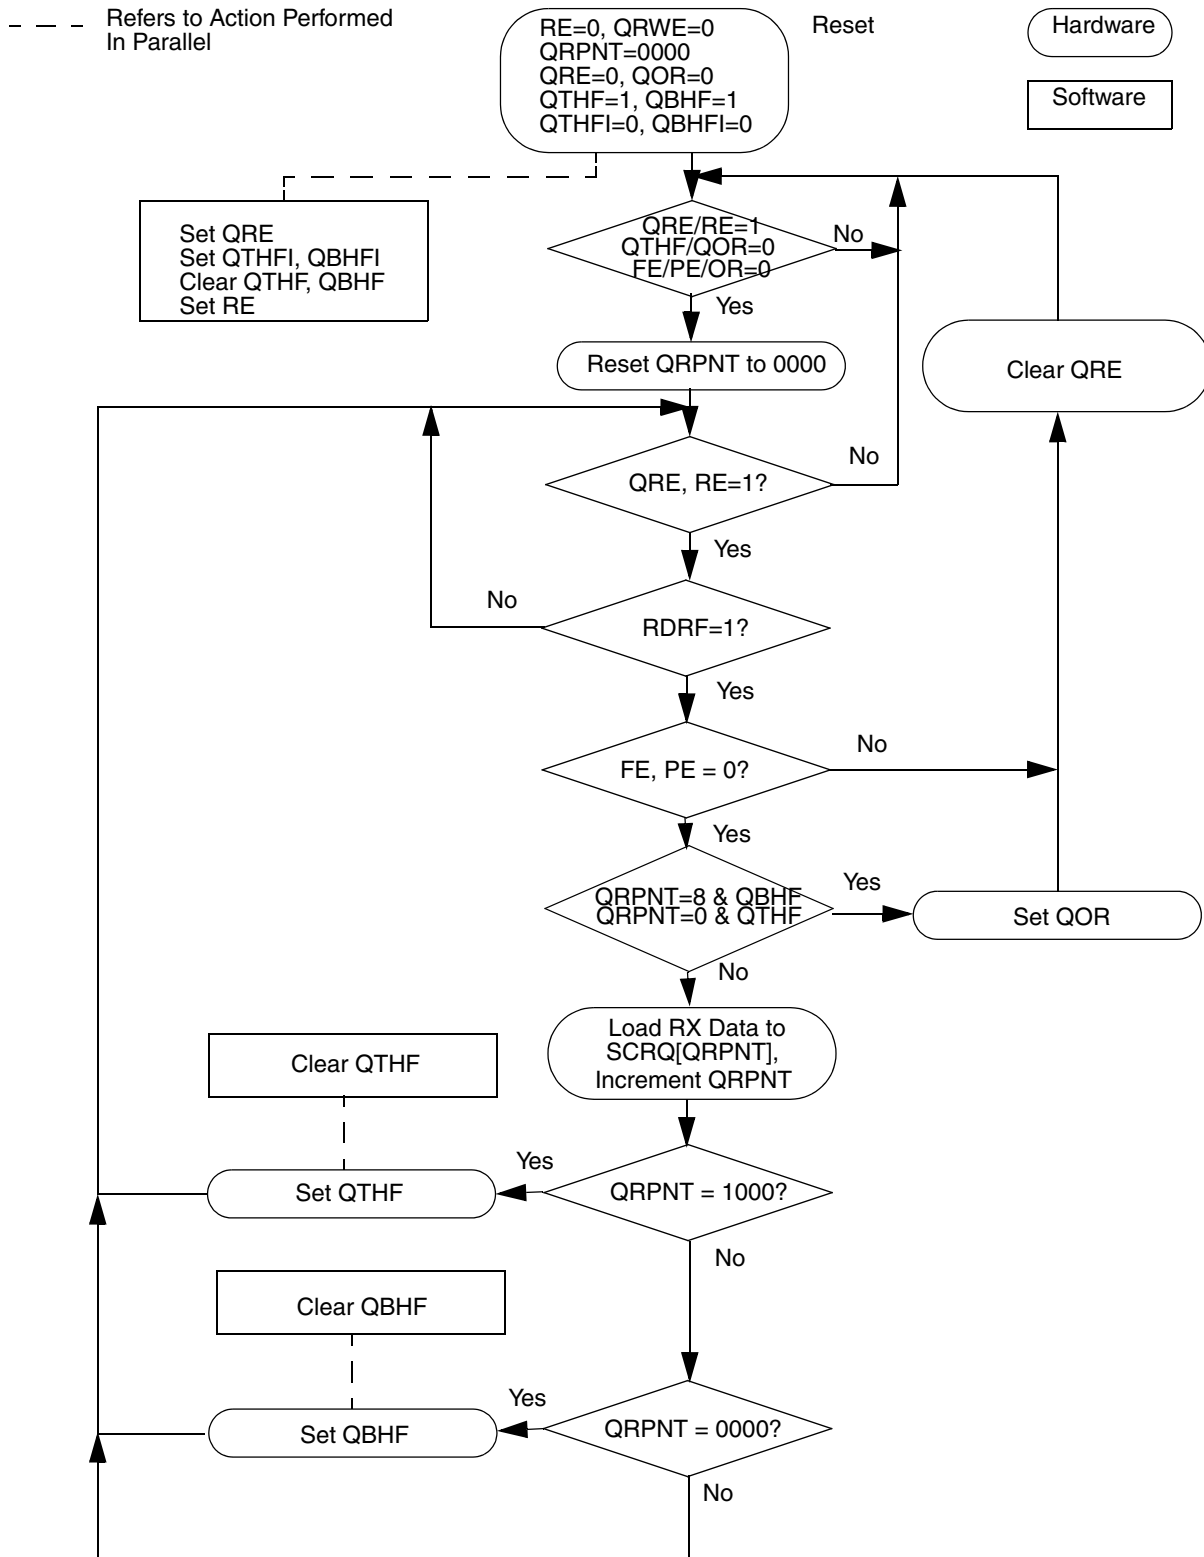 Refers to Action Performed
In Parallel
RE=0, QRWE=0
QRPNT=0000
QRE=0, QOR=0
QTHF=1, QBHF=1
QTHFI=0, QBHFI=0
Reset
Hardware
Software
Set QRE
Set QTHFI, QBHFI
Clear QTHF, QBHF
Set RE
QRE/RE=1
QTHF/QOR=0
FE/PE/OR=0
No
Yes
Reset QRPNT to 0000
Clear QRE
QRE, RE=1?
No
Yes
RDRF=1?
No
Yes
FE, PE = 0?
No
Yes
QRPNT=8 & QBHF
QRPNT=0 & QTHF
Yes
Set QOR
No
Load RX Data to
SCRQ[QRPNT],
Increment QRPNT
Clear QTHF
Set QTHF
Yes
QRPNT = 1000?
No
Clear QBHF
Set QBHF
Yes
QRPNT = 0000?
No